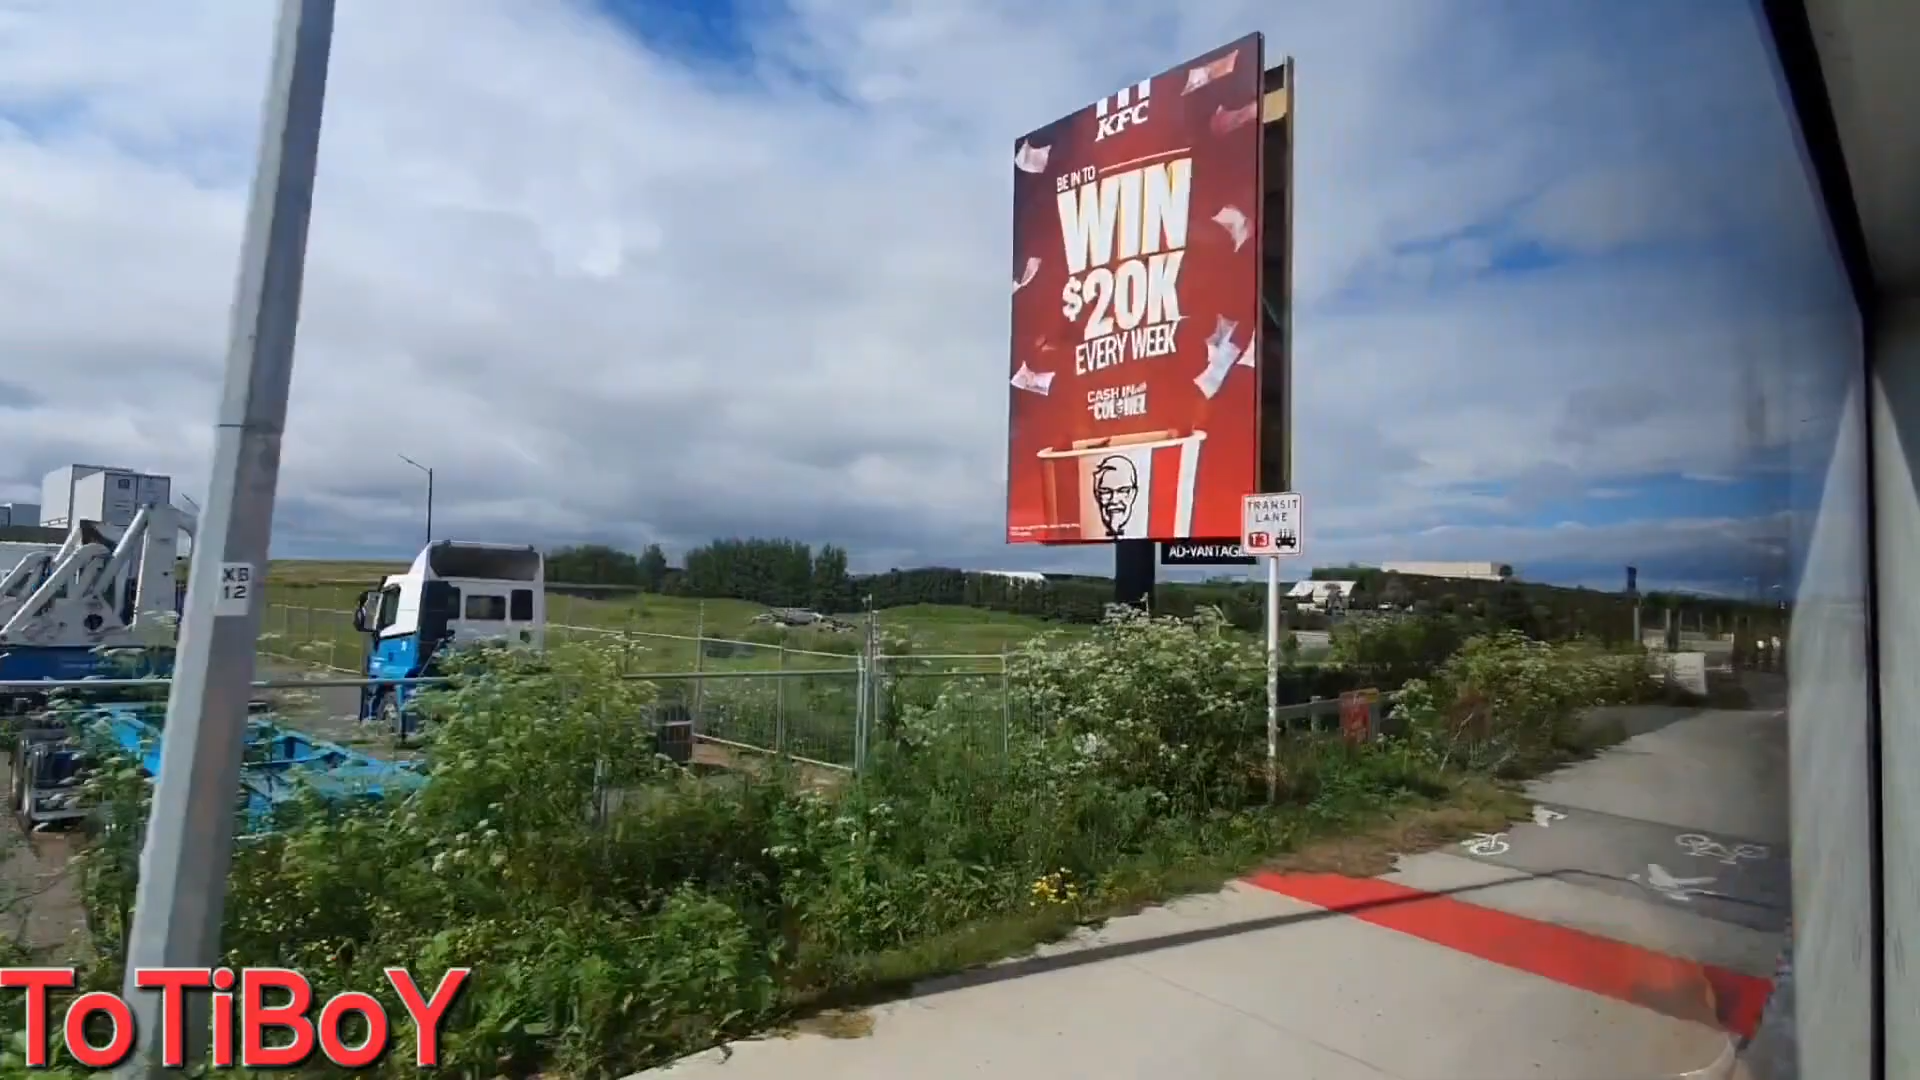 KFC
BE IN TO
WIN
$20K
EVERY WEEK
CASH IN
COLONEL
AD-VANTAGE
TRANSIT
LANE
T3
XB
12
ToTiBoY